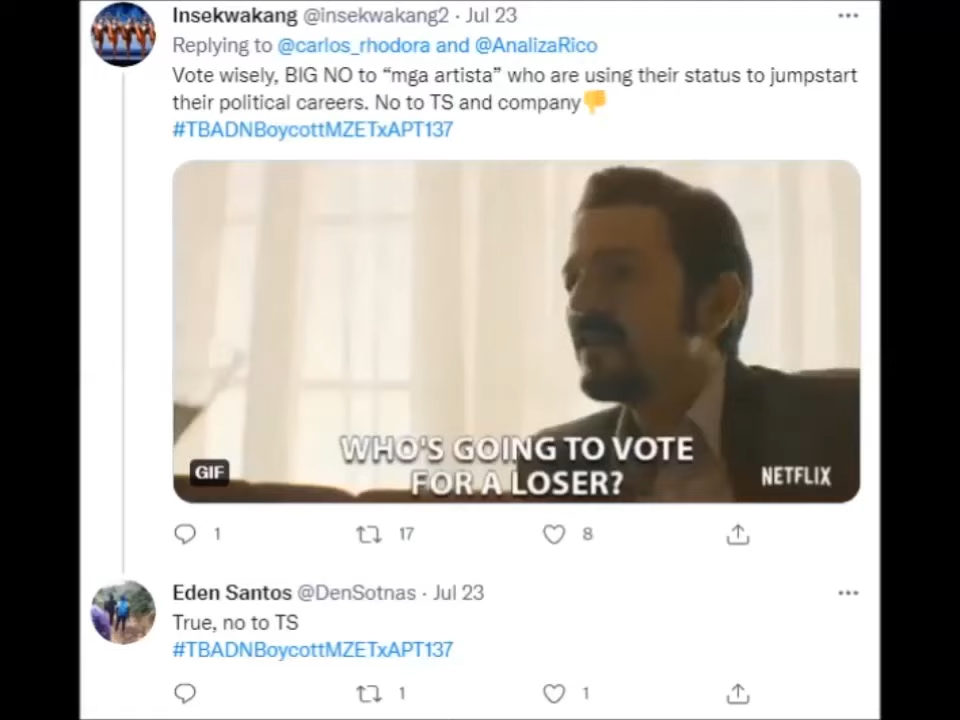 Insekwakang @insekwakang2 · Jul 23
Replying to @carlos_rhodora and @AnalizaRico
Vote wisely, BIG NO to “mga artista” who are using their status to jumpstart
their political careers. No to TS and company👎
#TBADNBoycottMZETxAPT137
WHO'S GOING TO VOTE
FOR A LOSER?
GIF
NETFLIX
1 17 8
Eden Santos @DenSotnas · Jul 23
True, no to TS
#TBADNBoycottMZETxAPT137
1 1